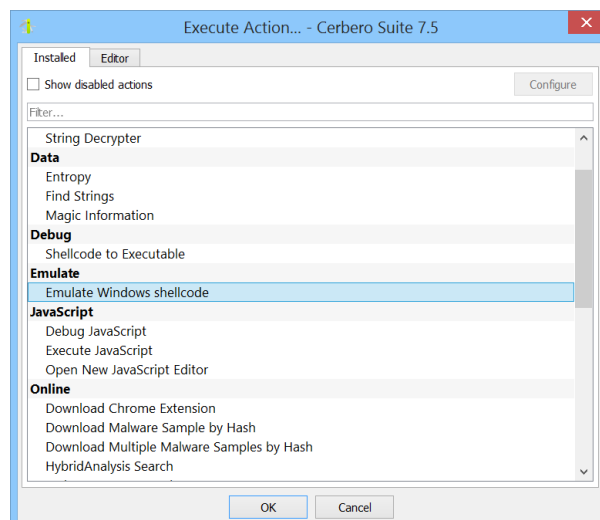 Execute Action... - Cerbero Suite 7.5
Installed Editor
Show disabled actions Configure
Filter...
String Decrypter
Data
Entropy
Find Strings
Magic Information
Debug
Shellcode to Executable
Emulate
Emulate Windows shellcode
JavaScript
Debug JavaScript
Execute JavaScript
Open New JavaScript Editor
Online
Download Chrome Extension
Download Malware Sample by Hash
Download Multiple Malware Samples by Hash
HybridAnalysis Search
OK Cancel